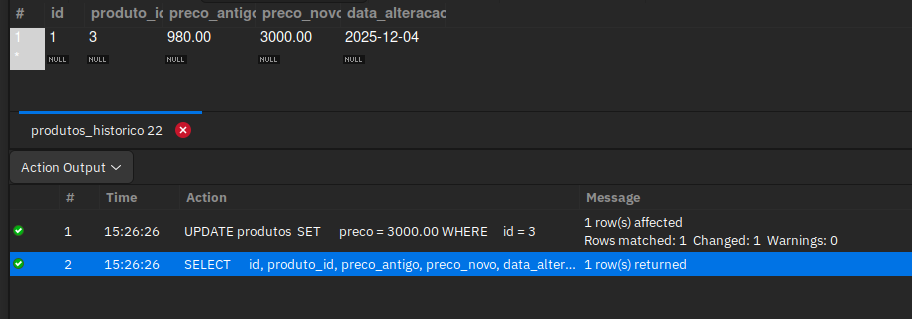 # id produto_id preco_antigo preco_novo data_alteracac
1 1 3 980.00 3000.00 2025-12-04
* NULL NULL NULL NULL NULL
produtos_historico 22
Action Output
# Time Action Message
1 15:26:26 UPDATE produtos SET preco = 3000.00 WHERE id = 3 1 row(s) affected
Rows matched: 1 Changed: 1 Warnings: 0
2 15:26:26 SELECT id, produto_id, preco_antigo, preco_novo, data_alter... 1 row(s) returned